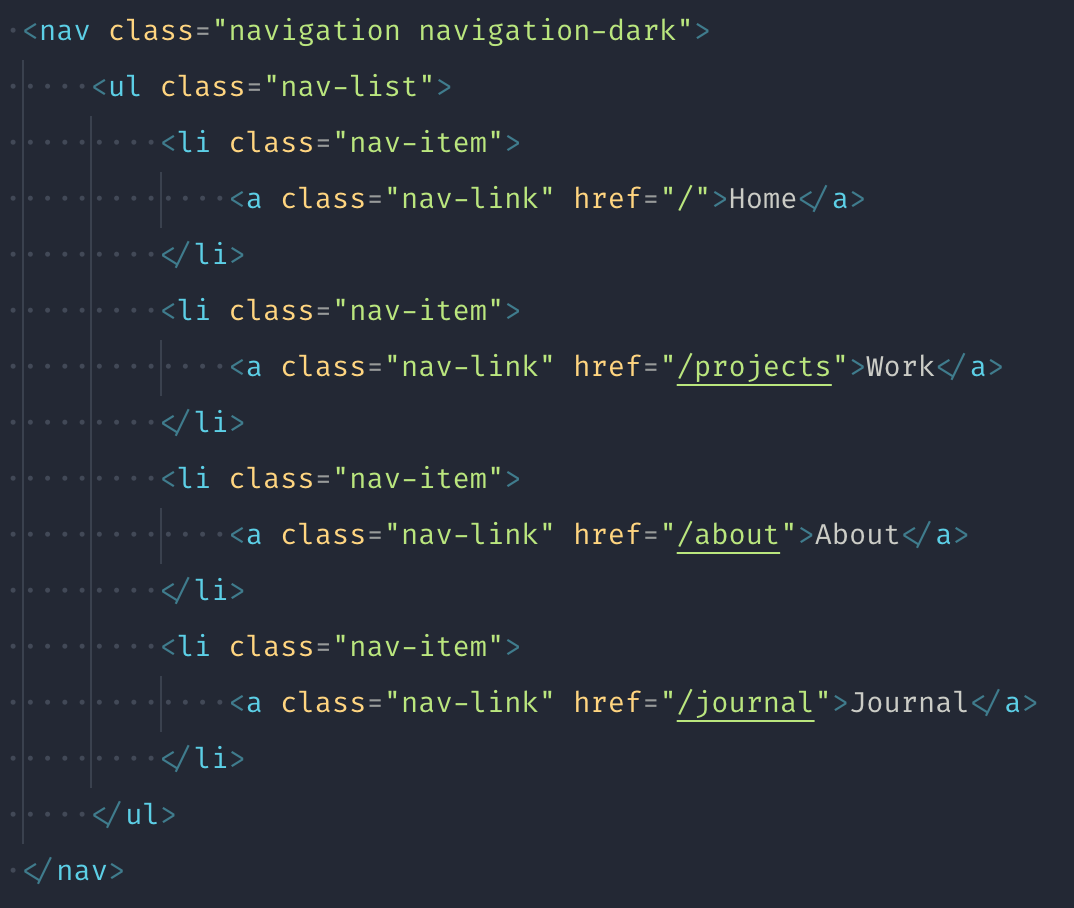 <nav class="navigation navigation-dark">
    <ul class="nav-list">
        <li class="nav-item">
            <a class="nav-link" href="/">Home</a>
        </li>
        <li class="nav-item">
            <a class="nav-link" href="/projects">Work</a>
        </li>
        <li class="nav-item">
            <a class="nav-link" href="/about">About</a>
        </li>
        <li class="nav-item">
            <a class="nav-link" href="/journal">Journal</a>
        </li>
    </ul>
</nav>